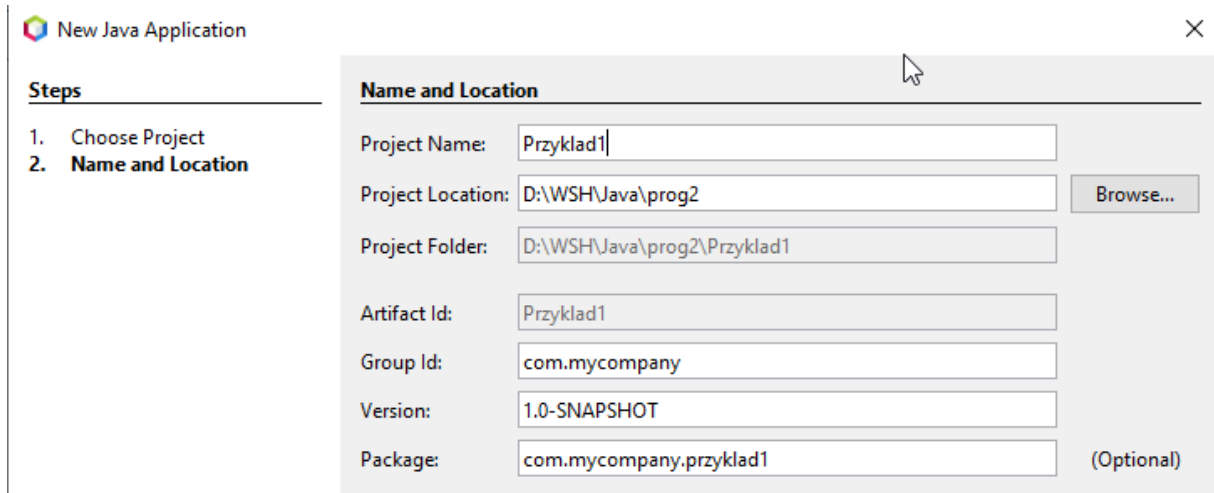 New Java Application
Steps
1. Choose Project
2. Name and Location
Name and Location
Project Name: Przyklad1
Project Location: D:\WSH\Java\prog2 Browse...
Project Folder: D:\WSH\Java\prog2\Przyklad1
Artifact Id: Przyklad1
Group Id: com.mycompany
Version: 1.0-SNAPSHOT
Package: com.mycompany.przyklad1 (Optional)